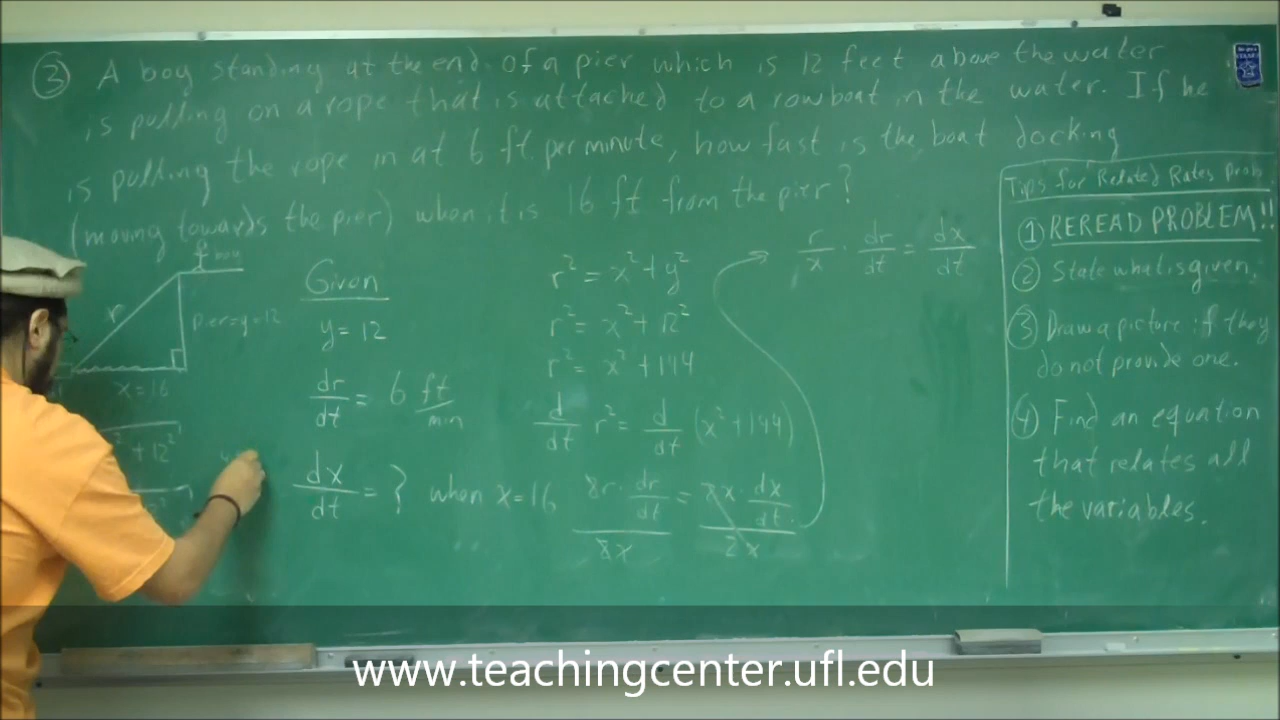 ③ A boy standing at the end of a pier which is 12 feet above the water
is pulling on a rope that is attached to a rowboat in the water. If he
is pulling the rope in at 6 ft. per minute, how fast is the boat docking
(moving towards the pier) when it is 16 ft from the pier?
boy
r
pier=y=12
x=16
+12²
Given
y=12
dr/dt = 6 ft/min
dx/dt = ? when x=16
r²=x²+y²
r²=x²+12²
r²=x²+144
d/dt r² = d/dt (x²+144)
2r·dr/dt / 2x = 2x·dx/dt / 2x
r/x · dr/dt = dx/dt
Tips for Related Rates Prob.
① REREAD PROBLEM!!
② State what is given.
③ Draw a picture if they
do not provide one.
④ Find an equation
that relates all
the variables.
www.teachingcenter.ufl.edu